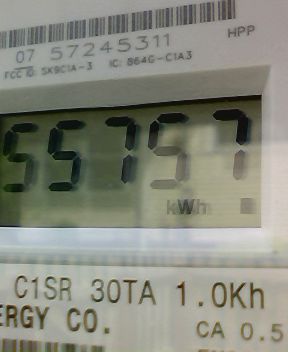 07 57245311
HPP
FCC ID: SK9C1A-3 IC: 864G-C1A3
55757
kWh
C1SR 30TA 1.0Kh
ERGY CO.
CA 0.5